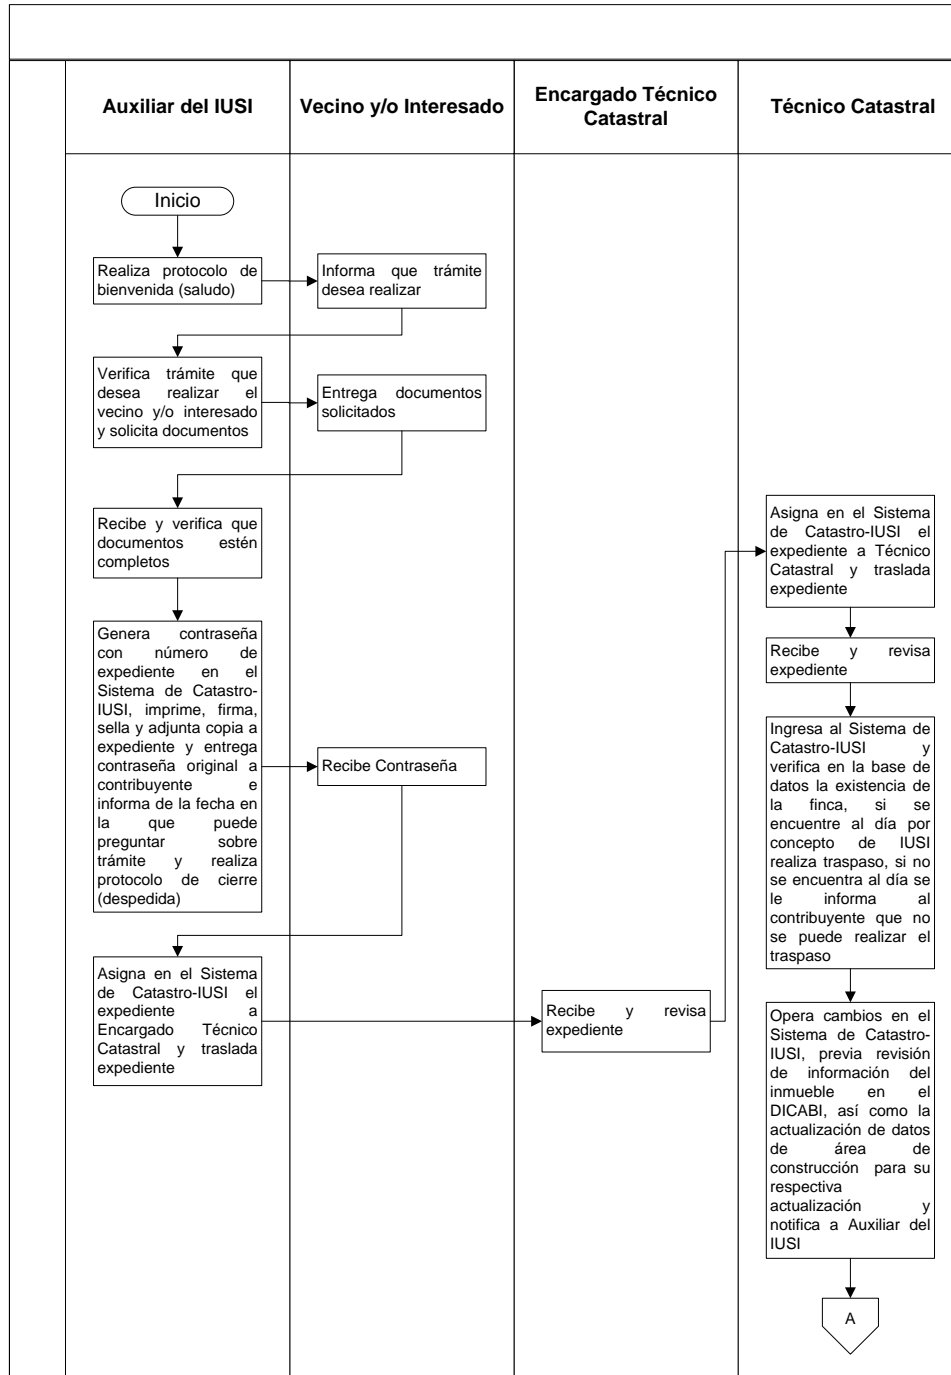 Auxiliar del IUSI
Vecino y/o Interesado
Encargado Técnico
Catastral
Técnico Catastral
Inicio
Realiza protocolo de
bienvenida (saludo)
Informa que trámite
desea realizar
Verifica trámite que
desea realizar el
vecino y/o interesado
y solicita documentos
Entrega documentos
solicitados
Recibe y verifica que
documentos estén
completos
Genera contraseña
con número de
expediente en el
Sistema de Catastro-
IUSI, imprime, firma,
sella y adjunta copia a
expediente y entrega
contraseña original a
contribuyente e
informa de la fecha en
la que puede
preguntar sobre
trámite y realiza
protocolo de cierre
(despedida)
Recibe Contraseña
Asigna en el Sistema
de Catastro-IUSI el
expediente a
Encargado Técnico
Catastral y traslada
expediente
Recibe y revisa
expediente
Asigna en el Sistema
de Catastro-IUSI el
expediente a Técnico
Catastral y traslada
expediente
Recibe y revisa
expediente
Ingresa al Sistema de
Catastro-IUSI y
verifica en la base de
datos la existencia de
la finca, si se
encuentre al día por
concepto de IUSI
realiza traspaso, si no
se encuentra al día se
le informa al
contribuyente que no
se puede realizar el
traspaso
Opera cambios en el
Sistema de Catastro-
IUSI, previa revisión
de información del
inmueble en el
DICABI, así como la
actualización de datos
de área de
construcción para su
respectiva
actualización y
notifica a Auxiliar del
IUSI
A